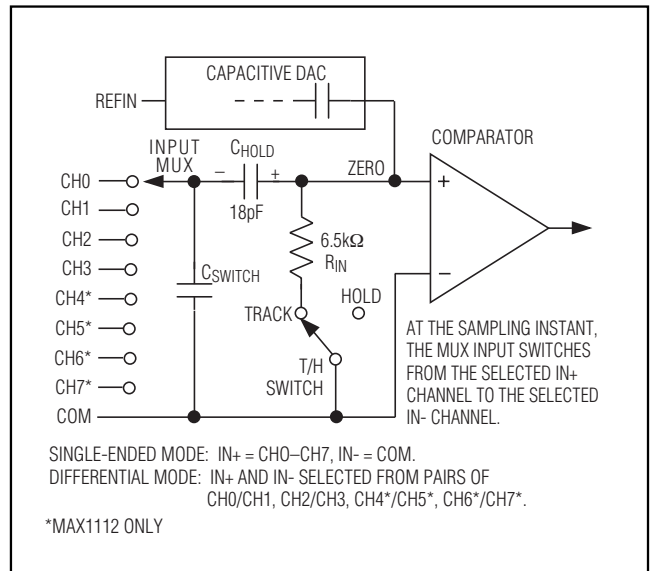 CAPACITIVE DAC
REFIN
COMPARATOR
INPUT
MUX
CHOLD
ZERO
– +
+
CH0
18pF
CH1
CH2
6.5kΩ
RIN
CH3
CSWITCH
–
HOLD
CH4*
TRACK
CH5*
AT THE SAMPLING INSTANT,
THE MUX INPUT SWITCHES
FROM THE SELECTED IN+
CHANNEL TO THE SELECTED
IN- CHANNEL.
CH6*
T/H
SWITCH
CH7*
COM
SINGLE-ENDED MODE: IN+ = CHO–CH7, IN- = COM.
DIFFERENTIAL MODE: IN+ AND IN- SELECTED FROM PAIRS OF
CH0/CH1, CH2/CH3, CH4*/CH5*, CH6*/CH7*.
*MAX1112 ONLY